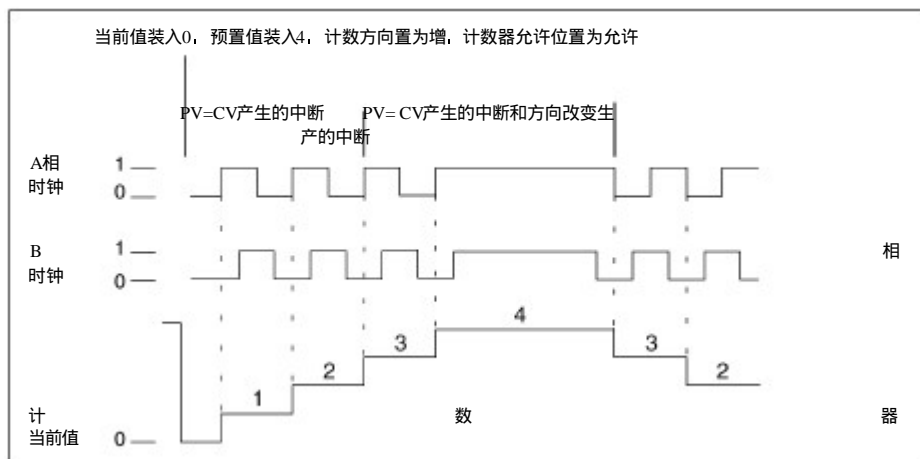 当前值装入0，预置值装入4，计数方向置为增，计数器允许位置为允许
PV=CV产生的中断
产的中断
PV= CV产生的中断和方向改变生
A相
时钟
1
0
B 相
时钟
1
0
4
3 3
2 2
1
计 数 器
当前值
0